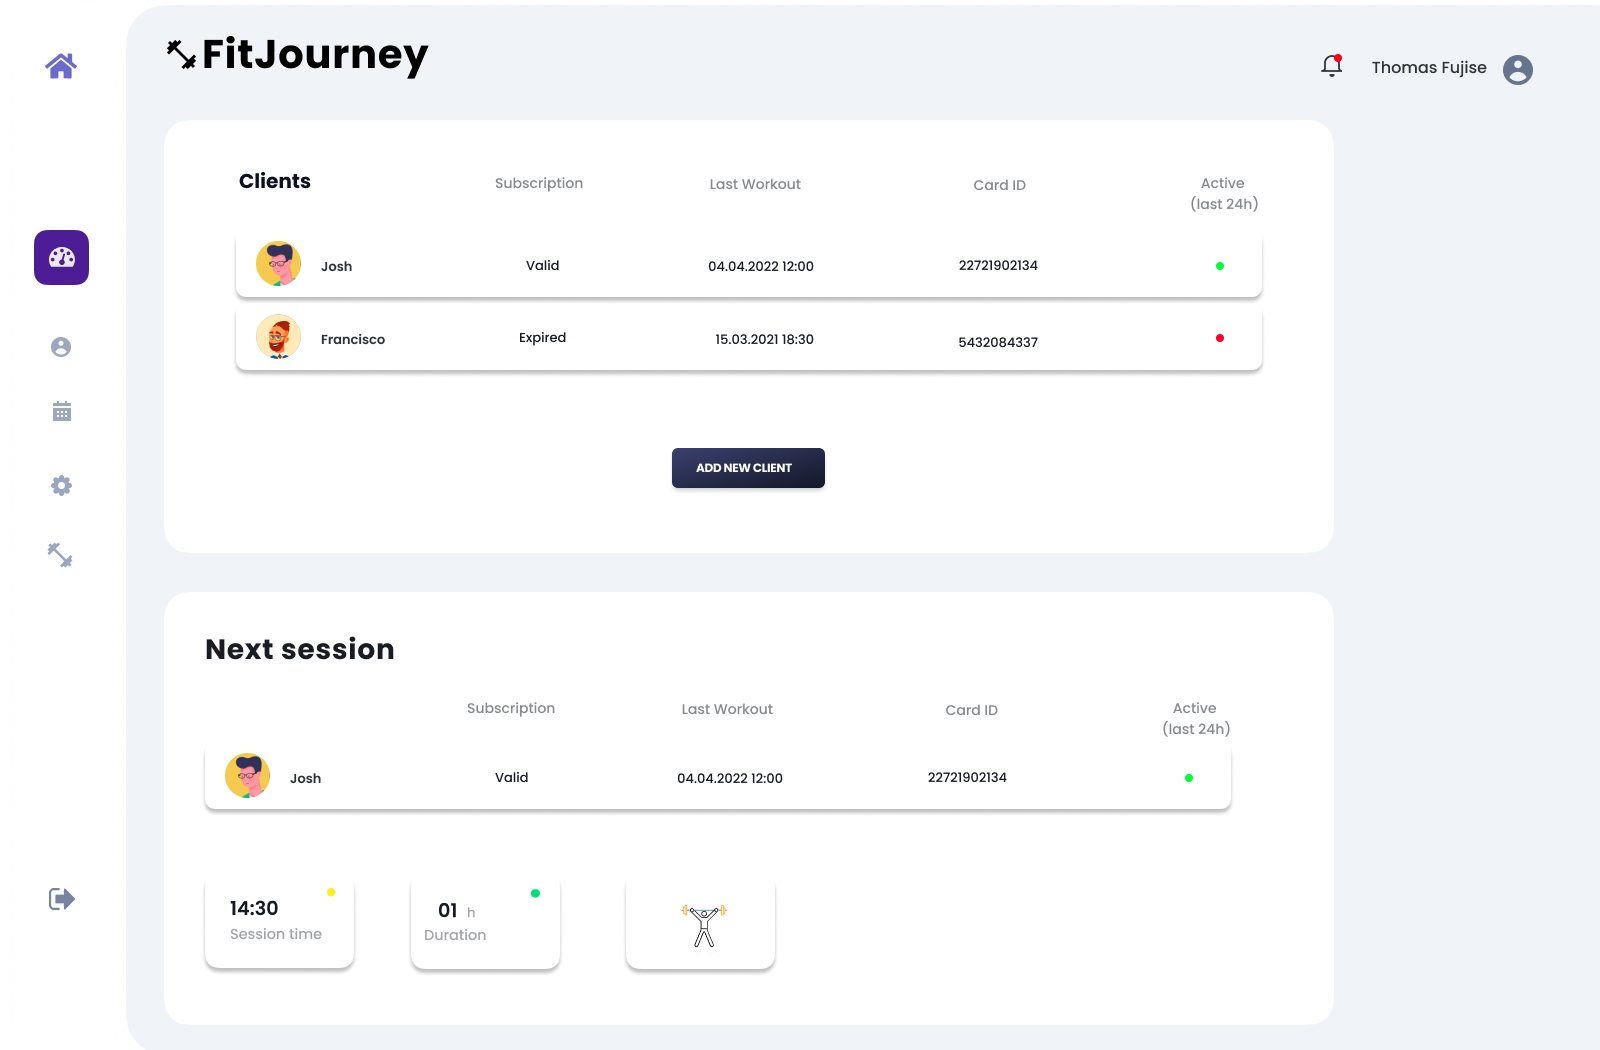 FitJourney
Thomas Fujise
Clients Subscription Last Workout Card ID Active
(last 24h)
Josh Valid 04.04.2022 12:00 22721902134
Francisco Expired 15.03.2021 18:30 5432084337
ADD NEW CLIENT
Next session
Subscription Last Workout Card ID Active
(last 24h)
Josh Valid 04.04.2022 12:00 22721902134
14:30
Session time
01 h
Duration